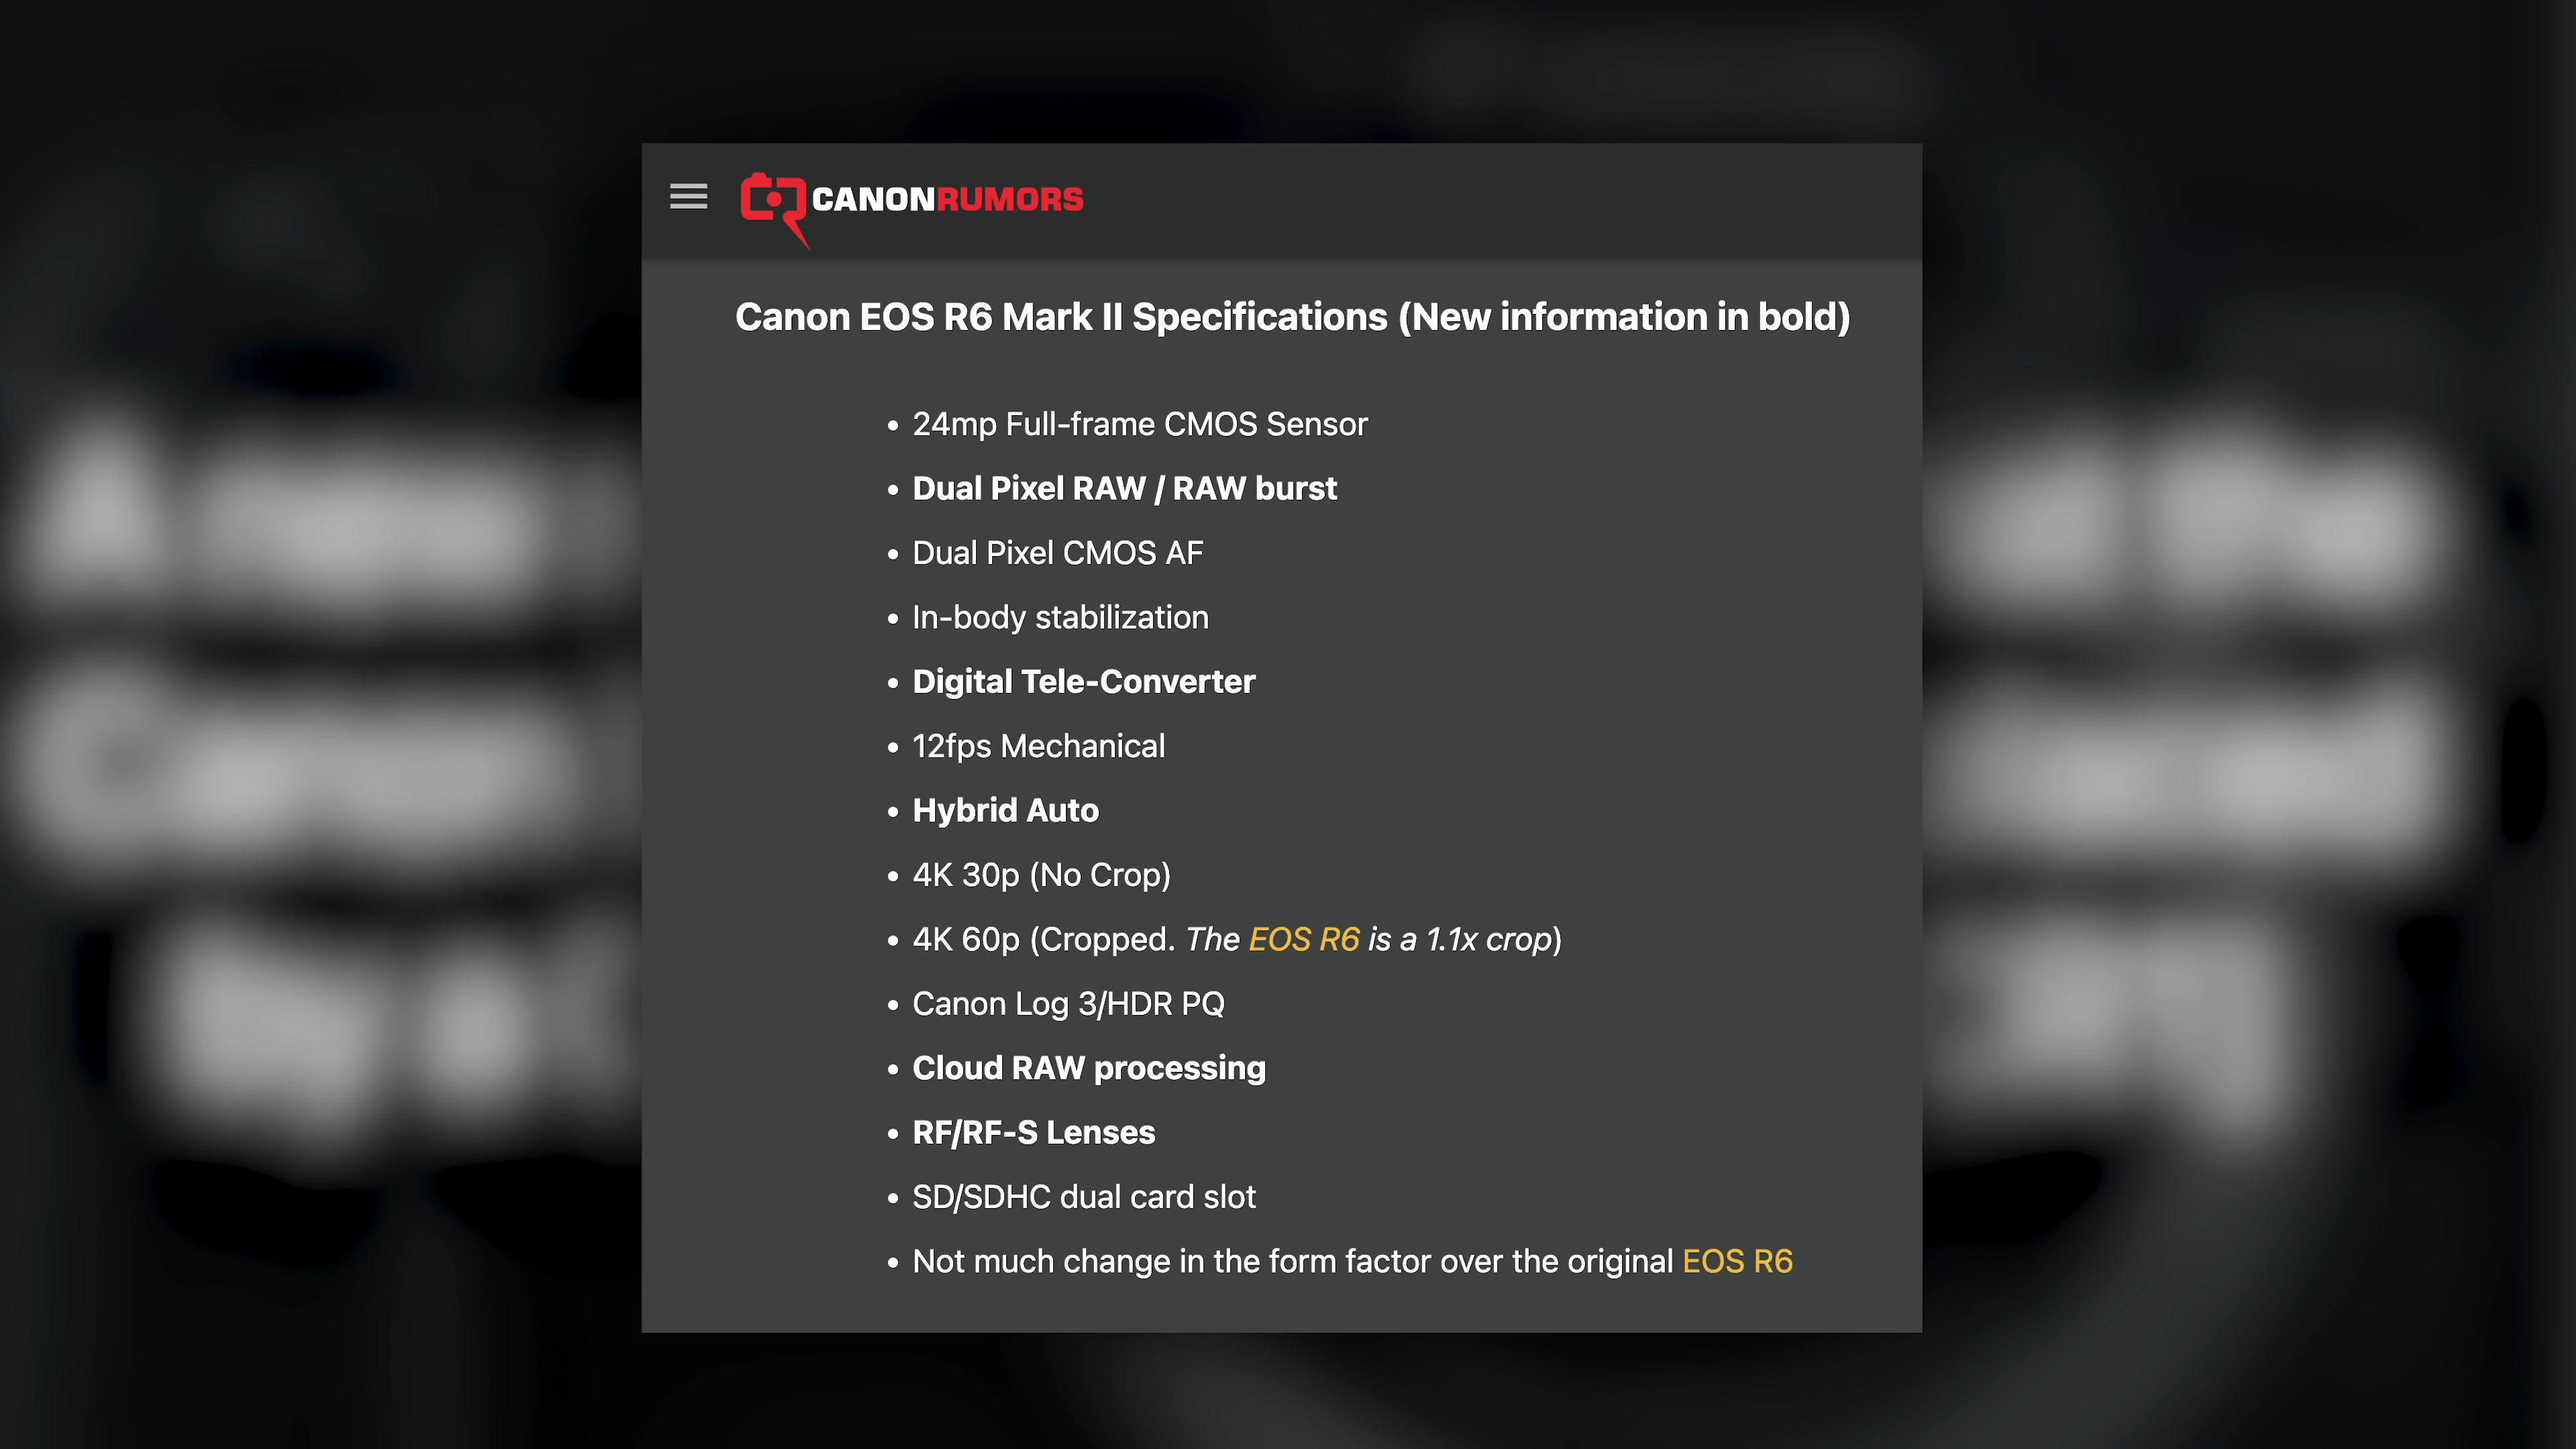 CANONRUMORS
Canon EOS R6 Mark II Specifications (New information in bold)
• 24mp Full-frame CMOS Sensor
• Dual Pixel RAW / RAW burst
• Dual Pixel CMOS AF
• In-body stabilization
• Digital Tele-Converter
• 12fps Mechanical
• Hybrid Auto
• 4K 30p (No Crop)
• 4K 60p (Cropped. The EOS R6 is a 1.1x crop)
• Canon Log 3/HDR PQ
• Cloud RAW processing
• RF/RF-S Lenses
• SD/SDHC dual card slot
• Not much change in the form factor over the original EOS R6